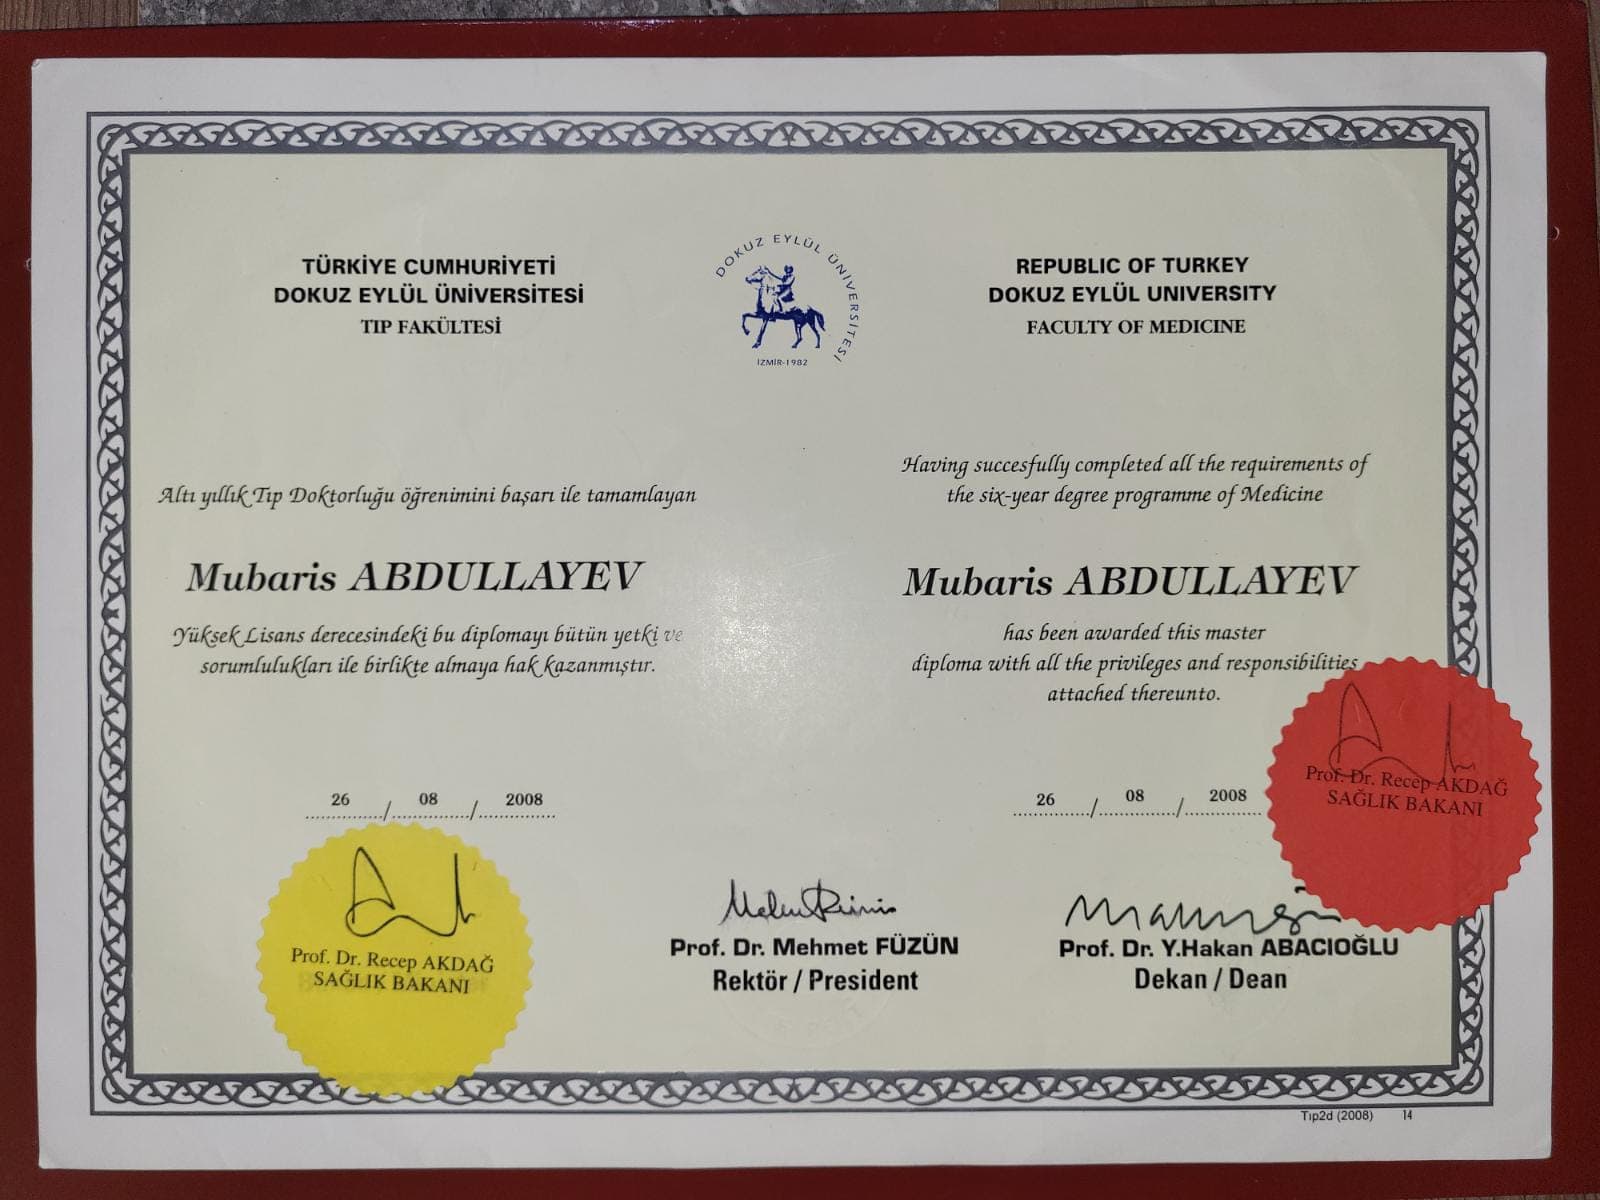 TÜRKİYE CUMHURİYETİ
DOKUZ EYLÜL ÜNİVERSİTESİ
TIP FAKÜLTESİ
DOKUZ EYLÜL ÜNİVERSİTESİ
İZMİR-1982
REPUBLIC OF TURKEY
DOKUZ EYLÜL UNIVERSITY
FACULTY OF MEDICINE
Altı yıllık Tıp Doktorluğu öğrenimini başarı ile tamamlayan
Mubaris ABDULLAYEV
Yüksek Lisans derecesindeki bu diplomayı bütün yetki ve
sorumlulukları ile birlikte almaya hak kazanmıştır.
26 / 08 / 2008
Having succesfully completed all the requirements of
the six-year degree programme of Medicine
Mubaris ABDULLAYEV
has been awarded this master
diploma with all the privileges and responsibilities
attached thereunto.
26 / 08 / 2008
Prof. Dr. Recep AKDAĞ
SAĞLIK BAKANI
Prof. Dr. Recep AKDAĞ
SAĞLIK BAKANI
Prof. Dr. Mehmet FÜZÜN
Rektör / President
Prof. Dr. Y.Hakan ABACIOĞLU
Dekan / Dean
Tıp2d (2008) 14